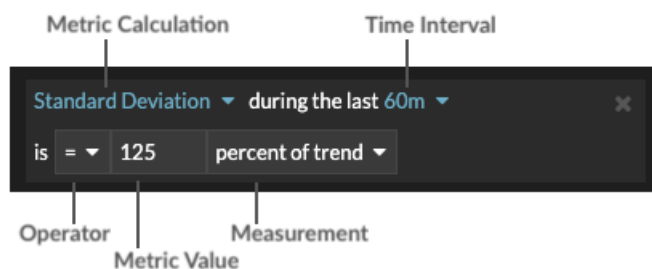 Metric Calculation Time Interval
Standard Deviation during the last 60m
is = 125 percent of trend
Operator Measurement
Metric Value